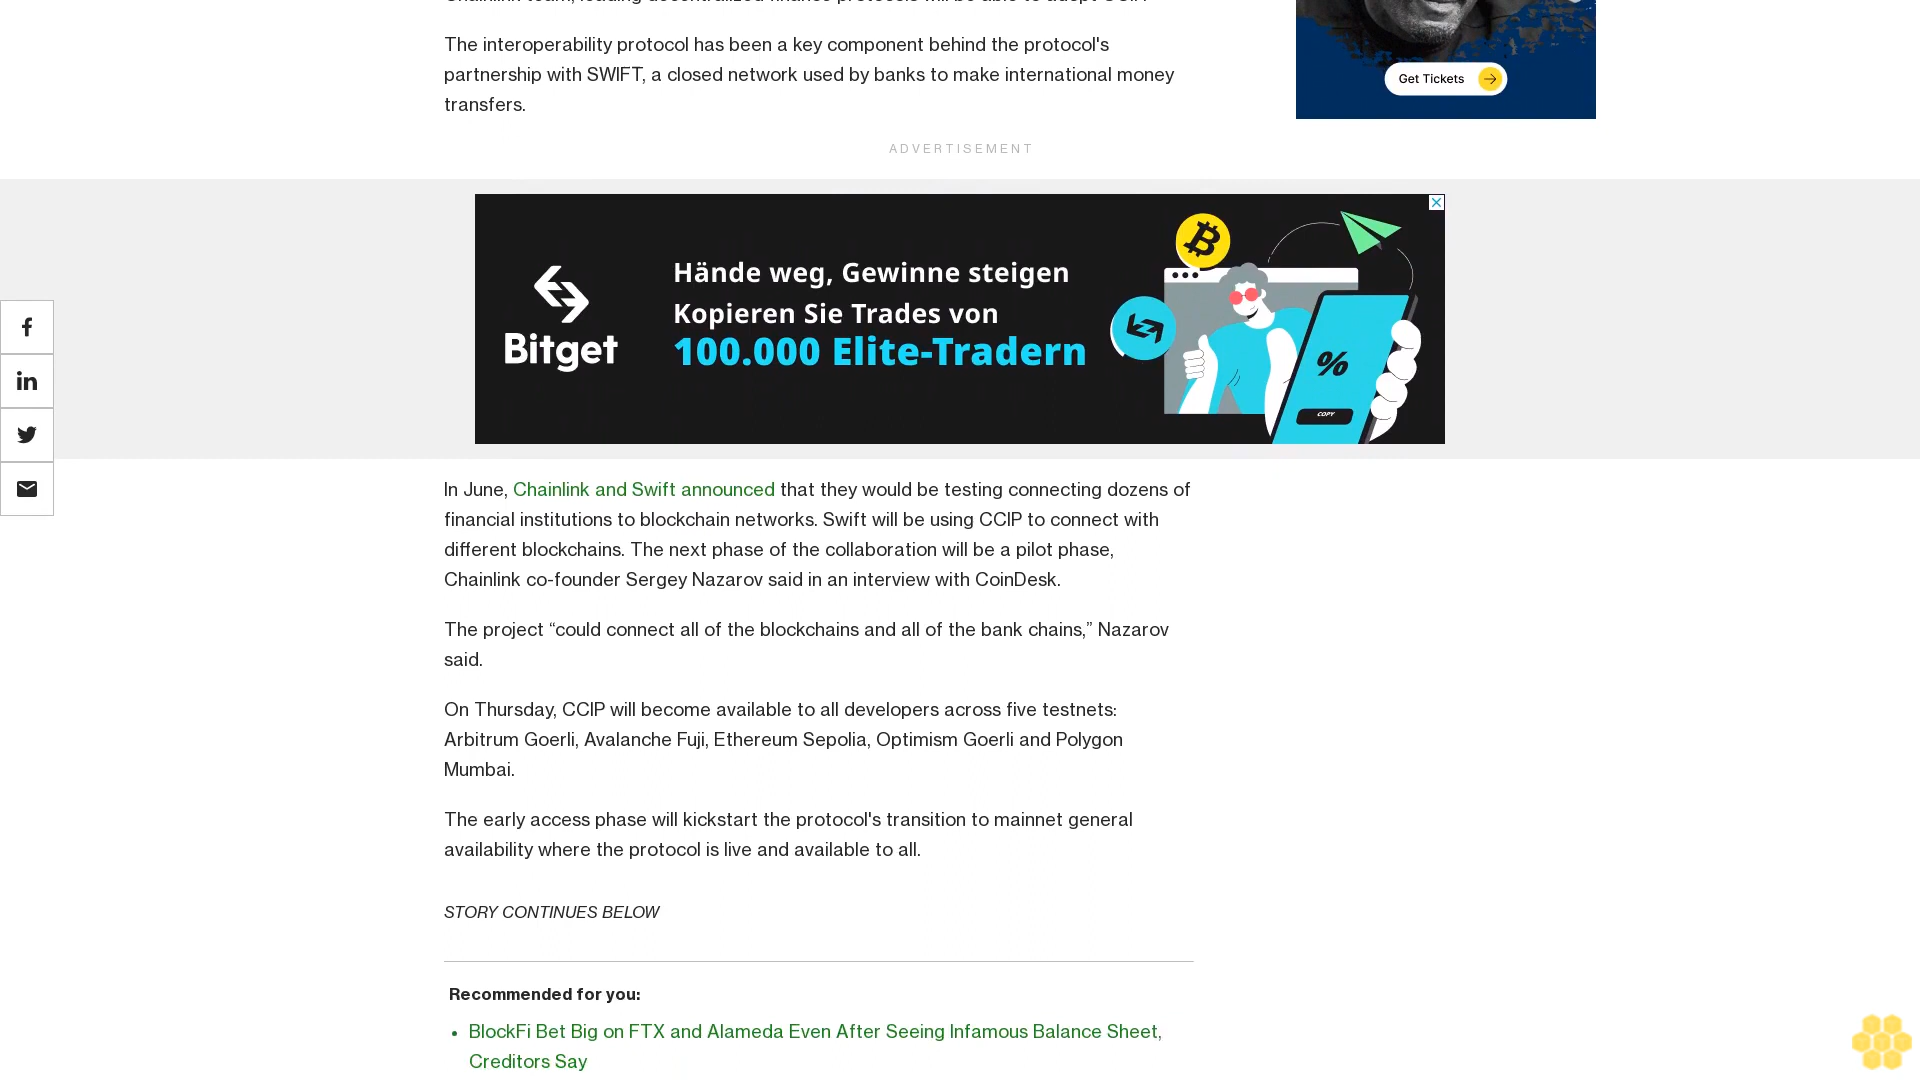 The interoperability protocol has been a key component behind the protocol's
partnership with SWIFT, a closed network used by banks to make international money
transfers.
Get Tickets
ADVERTISEMENT
Bitget
Hände weg, Gewinne steigen
Kopieren Sie Trades von
100.000 Elite-Tradern
%
COPY
In June, Chainlink and Swift announced that they would be testing connecting dozens of
financial institutions to blockchain networks. Swift will be using CCIP to connect with
different blockchains. The next phase of the collaboration will be a pilot phase,
Chainlink co-founder Sergey Nazarov said in an interview with CoinDesk.
The project “could connect all of the blockchains and all of the bank chains,” Nazarov
said.
On Thursday, CCIP will become available to all developers across five testnets:
Arbitrum Goerli, Avalanche Fuji, Ethereum Sepolia, Optimism Goerli and Polygon
Mumbai.
The early access phase will kickstart the protocol's transition to mainnet general
availability where the protocol is live and available to all.
STORY CONTINUES BELOW
Recommended for you:
• BlockFi Bet Big on FTX and Alameda Even After Seeing Infamous Balance Sheet,
Creditors Say